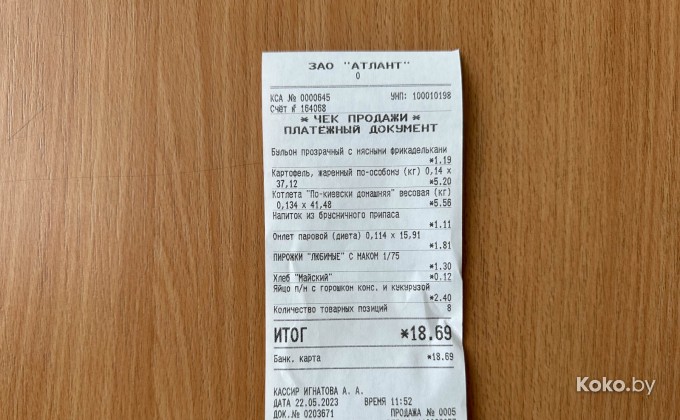 ЗАО "АТЛАНТ"
0
КСА № 0000645 УНП: 100010198
Счёт № 164068
* ЧЕК ПРОДАЖИ *
ПЛАТЕЖНЫЙ ДОКУМЕНТ
Бульон прозрачный с мясными фрикадельками
*1.19
Картофель, жаренный по-особому (кг) 0,14 x
37,12 *5.20
Котлета "По-киевски домашняя" весовая (кг)
0,134 x 41,48 *5.56
Напиток из брусничного припаса
*1.11
Омлет паровой (диета) 0,114 x 15,91
*1.81
ПИРОЖКИ "ЛЮБИМЫЕ" С МАКОМ 1/75
*1.30
Хлеб "Майский" *0.12
Яйцо п/м с горошком конс. и кукурузой
*2.40
Количество товарных позиций 8
ИТОГ *18.69
Банк. карта *18.69
КАССИР ИГНАТОВА А. А.
ДАТА 22.05.2023 ВРЕМЯ 11:52
ДОК.№ 0203671 ПРОДАЖА № 0005
Koko.by